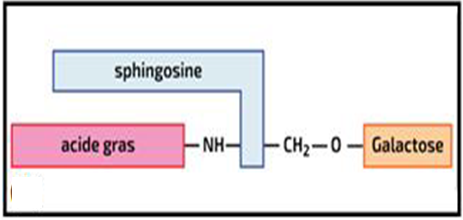 sphingosine
acide gras —NH— —CH₂—O— Galactose